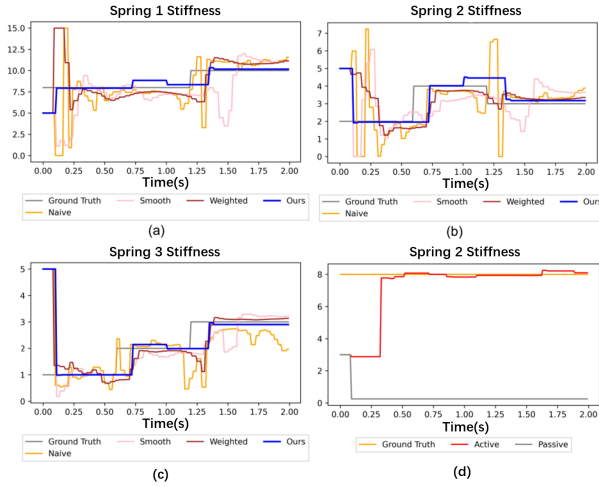 Spring 1 Stiffness
17.5
15.0
12.5
10.0
7.5
5.0
2.5
0.0
0.00 0.25 0.50 0.75 1.00 1.25 1.50 1.75 2.00
Time(s)
Ground Truth Smooth Weighted Ours
Naive
(a)
Spring 2 Stiffness
7
6
5
4
3
2
1
0
0.00 0.25 0.50 0.75 1.00 1.25 1.50 1.75 2.00
Time(s)
Ground Truth Smooth Weighted Ours
Naive
(b)
Spring 3 Stiffness
5
4
3
2
1
0
0.00 0.25 0.50 0.75 1.00 1.25 1.50 1.75 2.00
Time(s)
Ground Truth Smooth Weighted Ours
Naive
(c)
Spring 2 Stiffness
8
6
4
2
0
0.00 0.25 0.50 0.75 1.00 1.25 1.50 1.75 2.00
Time(s)
Ground Truth Active Passive
(d)